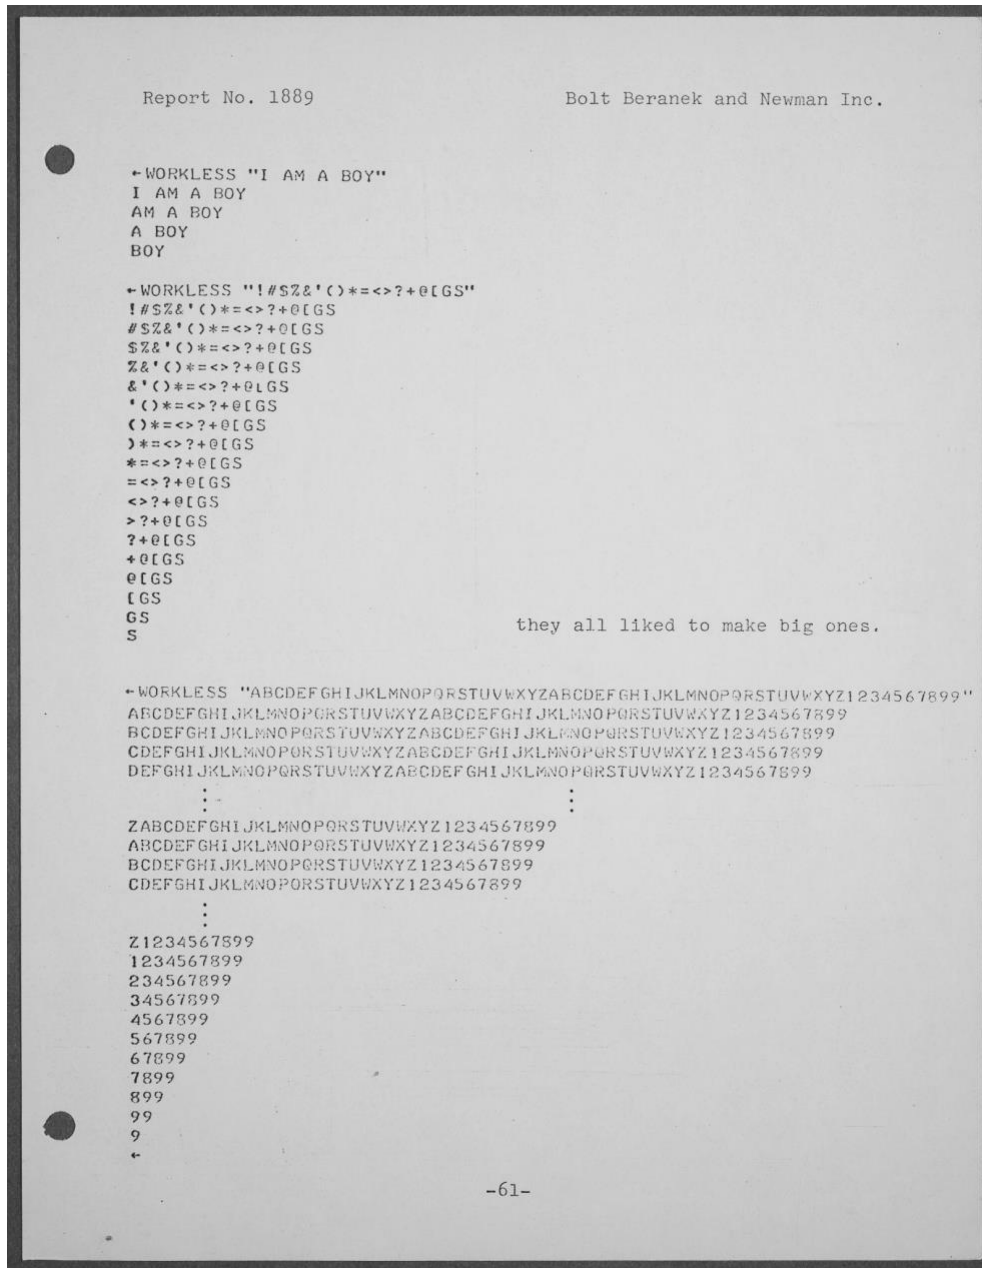 Report No. 1889
Bolt Beranek and Newman Inc.
←WORKLESS "I AM A BOY"
I AM A BOY
AM A BOY
A BOY
BOY
←WORKLESS "!#$%&'()*=<>?+@[GS"
!#$%&'()*=<>?+@[GS
#$%&'()*=<>?+@[GS
$%&'()*=<>?+@[GS
%&'()*=<>?+@[GS
&'()*=<>?+@[GS
'()*=<>?+@[GS
()*=<>?+@[GS
)*=<>?+@[GS
*=<>?+@[GS
=<>?+@[GS
<>?+@[GS
>?+@[GS
?+@[GS
+@[GS
@[GS
[GS
GS
S
they all liked to make big ones.
←WORKLESS "ABCDEFGHIJKLMNOPQRSTUVWXYZABCDEFGHIJKLMNOPQRSTUVWXYZ1234567899"
ABCDEFGHIJKLMNOPQRSTUVWXYZABCDEFGHIJKLMNOPQRSTUVWXYZ1234567899
BCDEFGHIJKLMNOPQRSTUVWXYZABCDEFGHIJKLMNOPQRSTUVWXYZ1234567899
CDEFGHIJKLMNOPQRSTUVWXYZABCDEFGHIJKLMNOPQRSTUVWXYZ1234567899
DEFGHIJKLMNOPQRSTUVWXYZABCDEFGHIJKLMNOPQRSTUVWXYZ1234567899
⋮ ⋮
ZABCDEFGHIJKLMNOPQRSTUVWXYZ1234567899
ABCDEFGHIJKLMNOPQRSTUVWXYZ1234567899
BCDEFGHIJKLMNOPQRSTUVWXYZ1234567899
CDEFGHIJKLMNOPQRSTUVWXYZ1234567899
⋮
Z1234567899
1234567899
234567899
34567899
4567899
567899
67899
7899
899
99
9
←
-61-